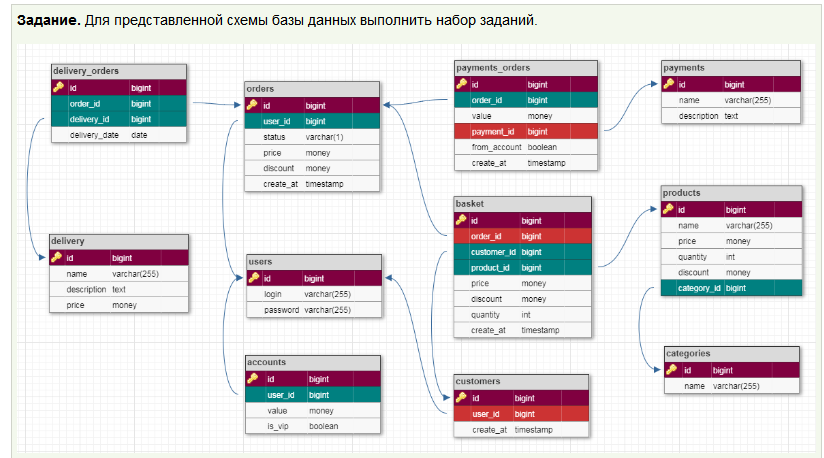 Задание. Для представленной схемы базы данных выполнить набор заданий.
delivery_orders
id bigint
order_id bigint
delivery_id bigint
delivery_date date
orders
id bigint
user_id bigint
status varchar(1)
price money
discount money
create_at timestamp
payments_orders
id bigint
order_id bigint
value money
payment_id bigint
from_account boolean
create_at timestamp
payments
id bigint
name varchar(255)
description text
delivery
id bigint
name varchar(255)
description text
price money
users
id bigint
login varchar(255)
password varchar(255)
basket
id bigint
order_id bigint
customer_id bigint
product_id bigint
price money
discount money
quantity int
create_at timestamp
products
id bigint
name varchar(255)
price money
quantity int
discount money
category_id bigint
accounts
id bigint
user_id bigint
value money
is_vip boolean
customers
id bigint
user_id bigint
create_at timestamp
categories
id bigint
name varchar(255)